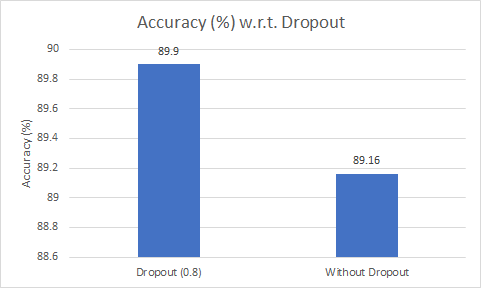 Accuracy (%) w.r.t. Dropout
90
89.8
89.6
89.4
89.2
89
88.8
88.6
Accuracy (%)
89.9
89.16
Dropout (0.8)
Without Dropout